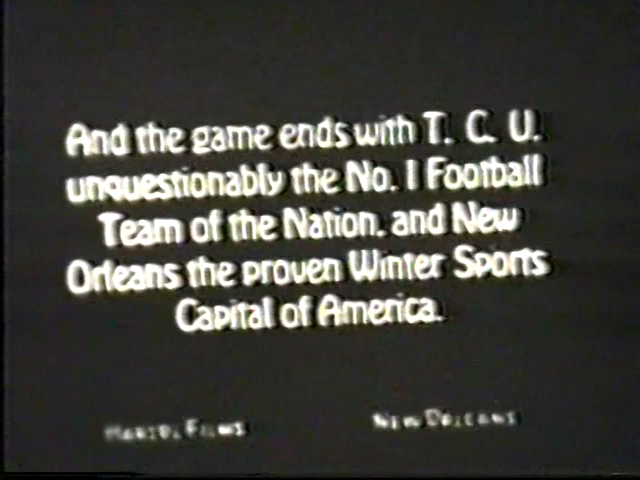 And the game ends with T. C. U.
unquestionably the No. 1 Football
Team of the Nation. and New
Orleans the proven Winter Sports
Capital of America.
Films New Orleans